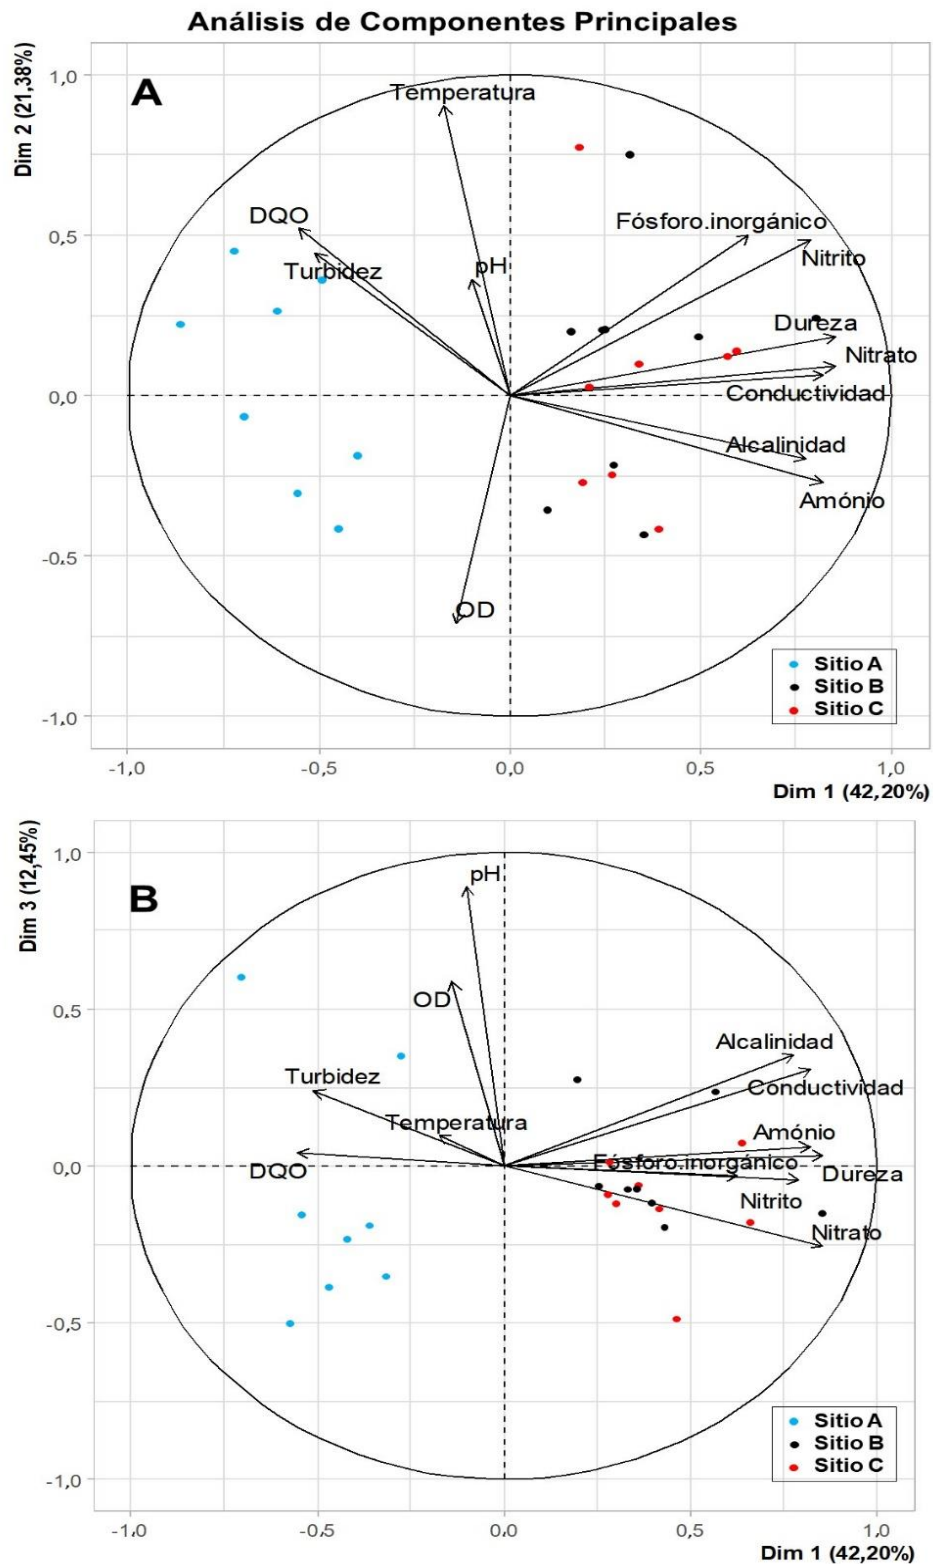 Análisis de Componentes Principales
A
Dim 2 (21,38%)
1,0
0,5
0,0
-0,5
-1,0
Temperatura
DQO
Turbidez
pH
Fósforo.inorgánico
Nitrito
Dureza
Nitrato
Conductividad
Alcalinidad
Amónio
OD
Sitio A
Sitio B
Sitio C
-1,0 -0,5 0,0 0,5 1,0
Dim 1 (42,20%)
B
Dim 3 (12,45%)
1,0
0,5
0,0
-0,5
-1,0
pH
OD
Turbidez
Temperatura
DQO
Alcalinidad
Conductividad
Amónio
Fósforo.inorgánico
Dureza
Nitrito
Nitrato
Sitio A
Sitio B
Sitio C
-1,0 -0,5 0,0 0,5 1,0
Dim 1 (42,20%)